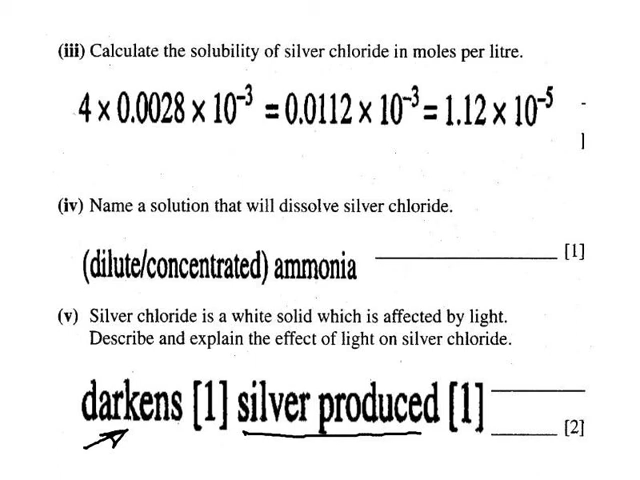 (iii) Calculate the solubility of silver chloride in moles per litre.
4 x 0.0028 x 10⁻³ = 0.0112 x 10⁻³ = 1.12 x 10⁻⁵
]
(iv) Name a solution that will dissolve silver chloride.
[1]
(dilute/concentrated) ammonia
(v) Silver chloride is a white solid which is affected by light.
Describe and explain the effect of light on silver chloride.
darkens [1] silver produced [1]
[2]